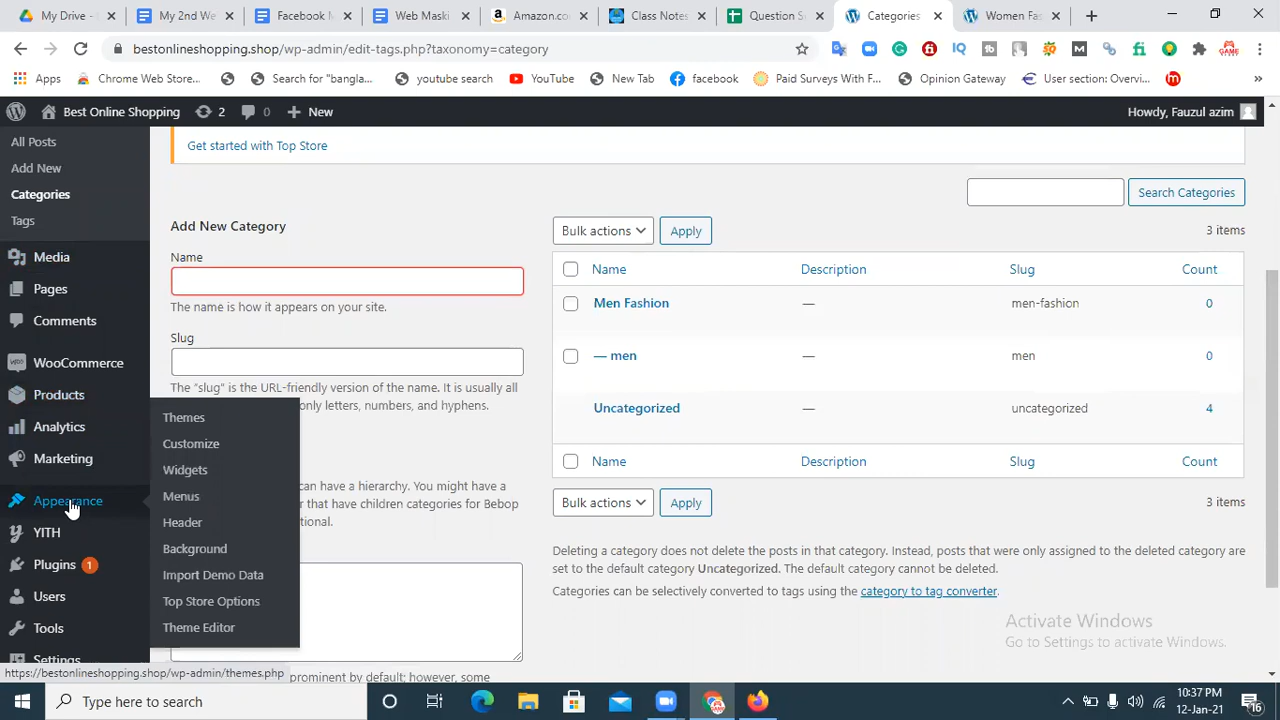 My Drive -
My 2nd We
Facebook I
Web Maski
Amazon.co
Class Notes
Question S
Categories
Women Fas
bestonlineshopping.shop/wp-admin/edit-tags.php?taxonomy=category
Apps
Chrome Web Store...
Search for "bangla...
youtube search
YouTube
New Tab
facebook
Paid Surveys With F...
Opinion Gateway
User section: Overvi...
Best Online Shopping
2
0
New
Howdy, Fauzul azim
All Posts
Add New
Categories
Tags
Media
Pages
Comments
WooCommerce
Products
Analytics
Marketing
Appearance
YITH
Plugins 1
Users
Tools
Settings
Themes
Customize
Widgets
Menus
Header
Background
Import Demo Data
Top Store Options
Theme Editor
Get started with Top Store
Search Categories
Add New Category
Name
The name is how it appears on your site.
Slug
The "slug" is the URL-friendly version of the name. It is usually all
only letters, numbers, and hyphens.
can have a hierarchy. You might have a
that have children categories for Bebop
prominent by default; however, some
Bulk actions
Apply
3 items
Name
Description
Slug
Count
Men Fashion
—
men-fashion
0
— men
—
men
0
Uncategorized
—
uncategorized
4
Name
Description
Slug
Count
Bulk actions
Apply
3 items
Deleting a category does not delete the posts in that category. Instead, posts that were only assigned to the deleted category are
set to the default category Uncategorized. The default category cannot be deleted.
Categories can be selectively converted to tags using the category to tag converter.
Activate Windows
Go to Settings to activate Windows.
https://bestonlineshopping.shop/wp-admin/themes.php
Type here to search
10:37 PM
12-Jan-21
16